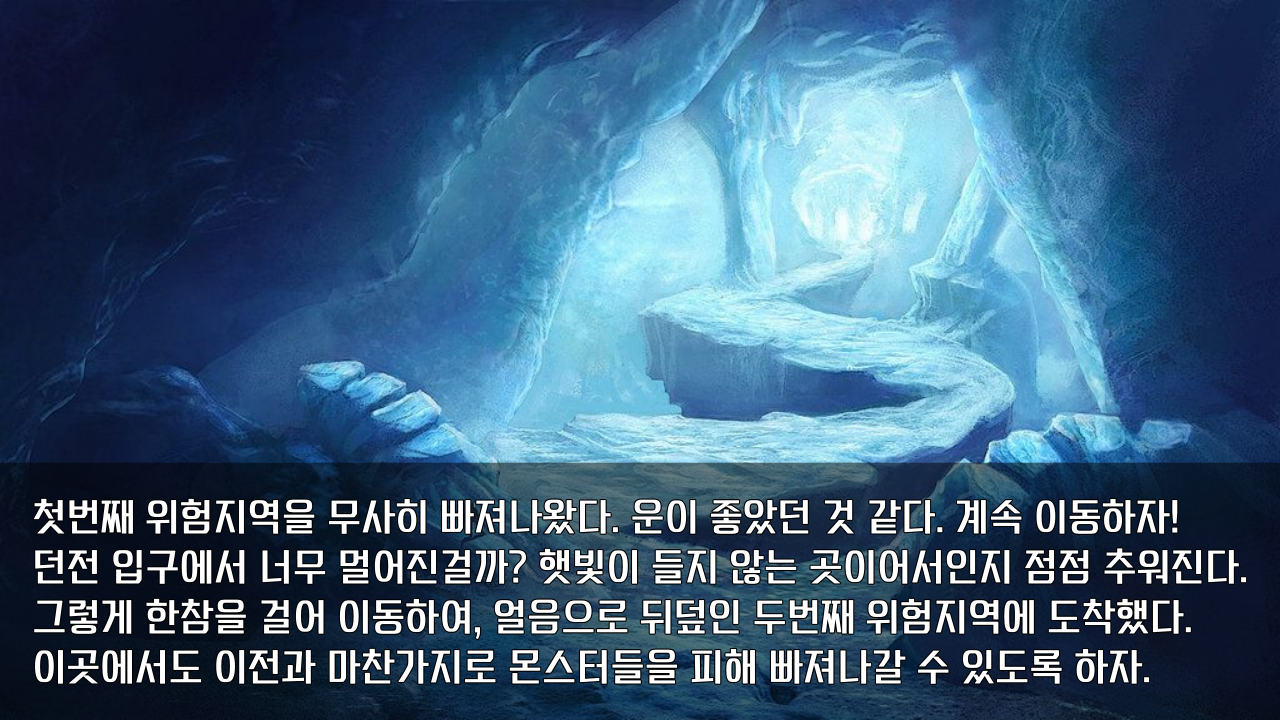 첫번째 위험지역을 무사히 빠져나왔다. 운이 좋았던 것 같다. 계속 이동하자!
던전 입구에서 너무 멀어진걸까? 햇빛이 들지 않는 곳이어서인지 점점 추워진다.
그렇게 한참을 걸어 이동하여, 얼음으로 뒤덮인 두번째 위험지역에 도착했다.
이곳에서도 이전과 마찬가지로 몬스터들을 피해 빠져나갈 수 있도록 하자.